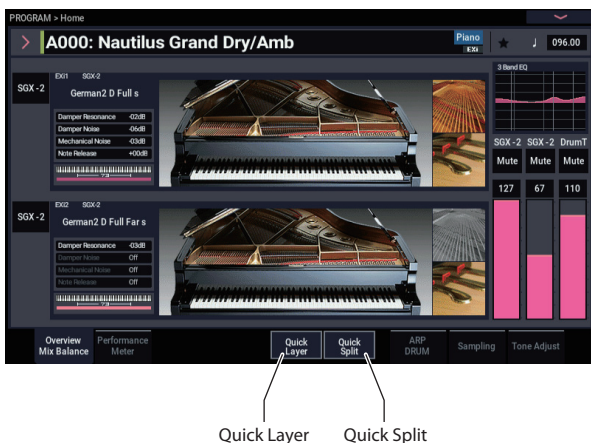 PROGRAM > Home
A000: Nautilus Grand Dry/Amb
Piano
EXi
♩ 096.00
EXI1 SGX-2
SGX-2
German2 D Full s
Damper Resonance -02dB
Damper Noise -06dB
Mechanical Noise -03dB
Note Release +00dB
73
3 Band EQ
SGX-2 SGX-2 DrumT
Mute Mute Mute
127 67 110
EXI2 SGX-2
SGX-2
German2 D Full Far s
Damper Resonance -03dB
Damper Noise Off
Mechanical Noise Off
Note Release Off
73
Overview
Mix Balance
Performance
Meter
Quick
Layer
Quick
Split
ARP
DRUM
Sampling
Tone Adjust
Quick Layer Quick Split